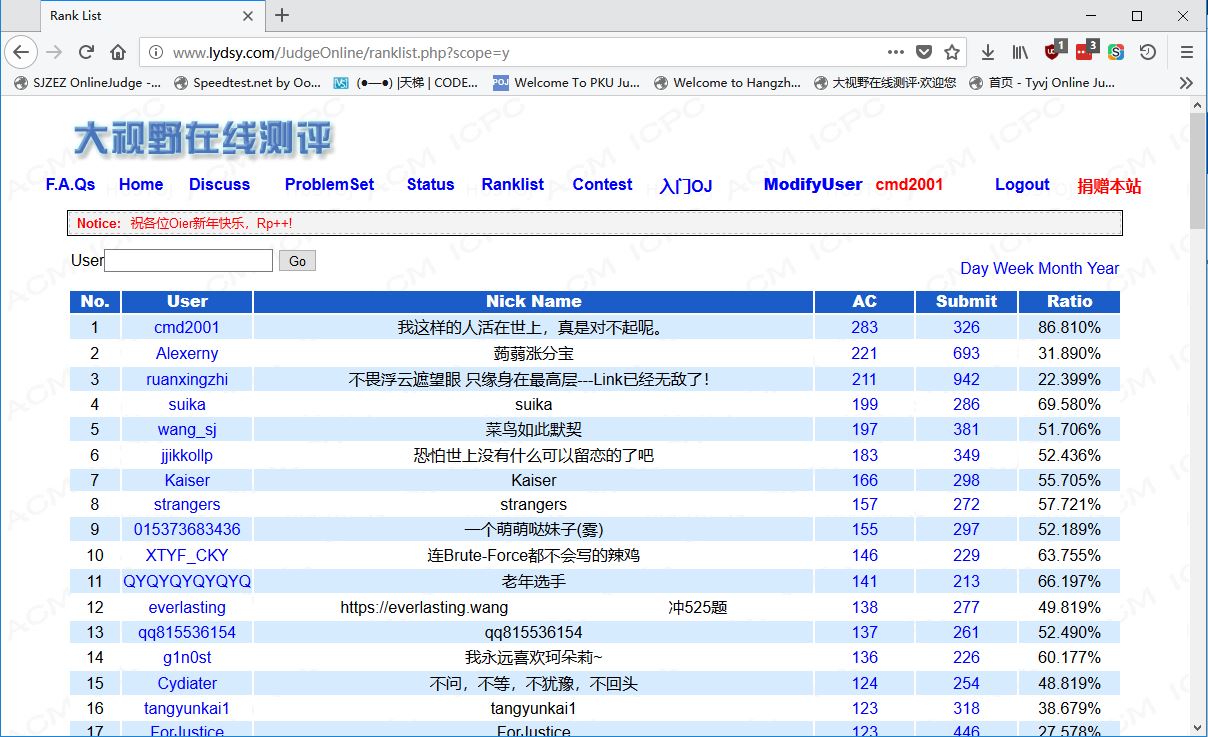 Rank List
www.lydsy.com/JudgeOnline/ranklist.php?scope=y
1 3
SJZEZ OnlineJudge -... Speedtest.net by Oo... (●—●) |天梯 | CODE... POJ Welcome To PKU Ju... Welcome to Hangzh... 大视野在线测评·欢迎您 首页 - Tyvj Online Ju...
大视野在线测评
F.A.Qs Home Discuss ProblemSet Status Ranklist Contest 入门OJ ModifyUser cmd2001 Logout 捐赠本站
Notice: 祝各位Oier新年快乐，Rp++!
User Go
Day Week Month Year
No. User Nick Name AC Submit Ratio
1 cmd2001 我这样的人活在世上，真是对不起呢。 283 326 86.810%
2 Alexerny 蒟蒻涨分宝 221 693 31.890%
3 ruanxingzhi 不畏浮云遮望眼 只缘身在最高层---Link已经无敌了! 211 942 22.399%
4 suika suika 199 286 69.580%
5 wang_sj 菜鸟如此默契 197 381 51.706%
6 jjikkollp 恐怕世上没有什么可以留恋的了吧 183 349 52.436%
7 Kaiser Kaiser 166 298 55.705%
8 strangers strangers 157 272 57.721%
9 015373683436 一个萌萌哒妹子(雾) 155 297 52.189%
10 XTYF_CKY 连Brute-Force都不会写的辣鸡 146 229 63.755%
11 QYQYQYQYQYQ 老年选手 141 213 66.197%
12 everlasting https://everlasting.wang 冲525题 138 277 49.819%
13 qq815536154 qq815536154 137 261 52.490%
14 g1n0st 我永远喜欢珂朵莉~ 136 226 60.177%
15 Cydiater 不问，不等，不犹豫，不回头 124 254 48.819%
16 tangyunkai1 tangyunkai1 123 318 38.679%
17 ForJustice ForJustice 123 446 27.578%